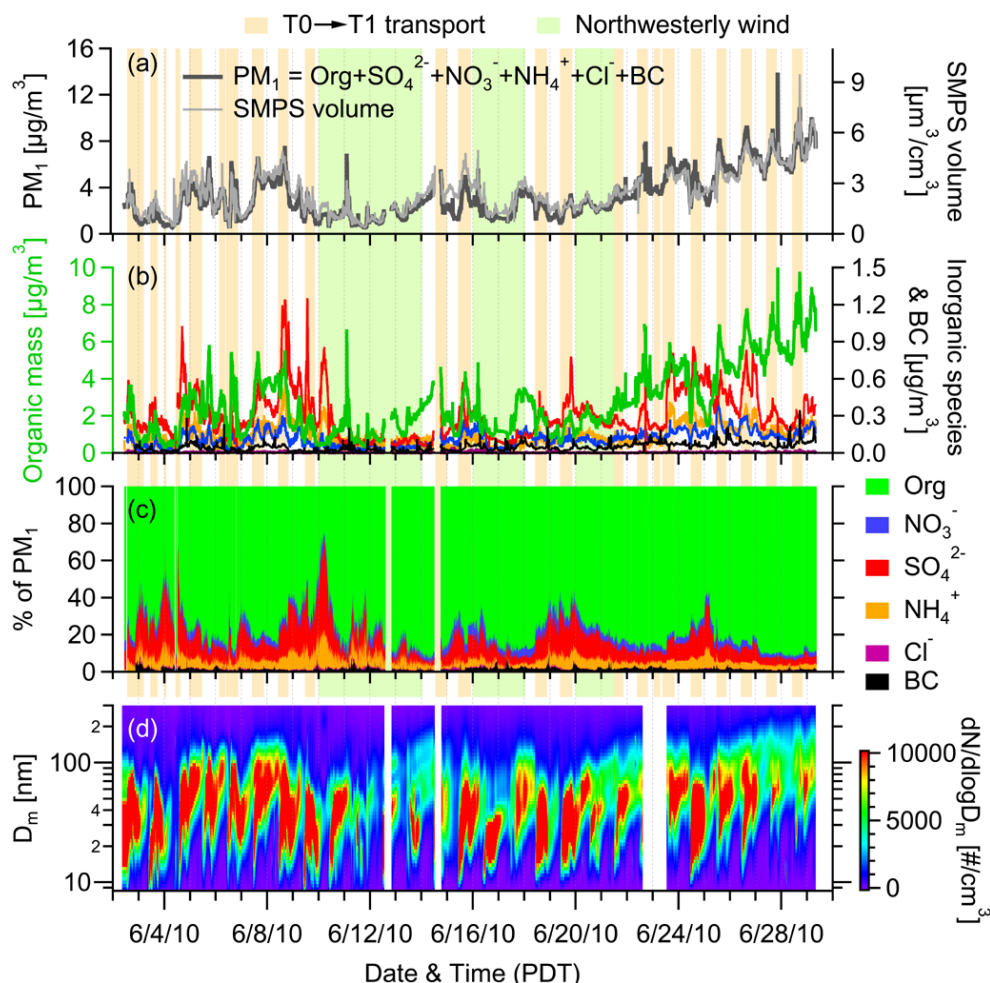 T0→T1 transport Northwesterly wind
(a)
PM₁ = Org+SO₄²⁻+NO₃⁻+NH₄⁺+Cl⁻+BC
SMPS volume
PM₁ [µg/m³]
16
12
8
4
0
SMPS volume
[µm³/cm³]
9
6
3
0
(b)
Organic mass [µg/m³]
10
8
6
4
2
0
Inorganic species
& BC [µg/m³]
1.5
1.2
0.9
0.6
0.3
0.0
(c)
% of PM₁
100
80
60
40
20
0
Org
NO₃⁻
SO₄²⁻
NH₄⁺
Cl⁻
BC
(d)
Dₘ [nm]
2
100
4
2
10
10000
5000
0
dN/dlogDₘ [#/cm³]
6/4/10 6/8/10 6/12/10 6/16/10 6/20/10 6/24/10 6/28/10
Date & Time (PDT)